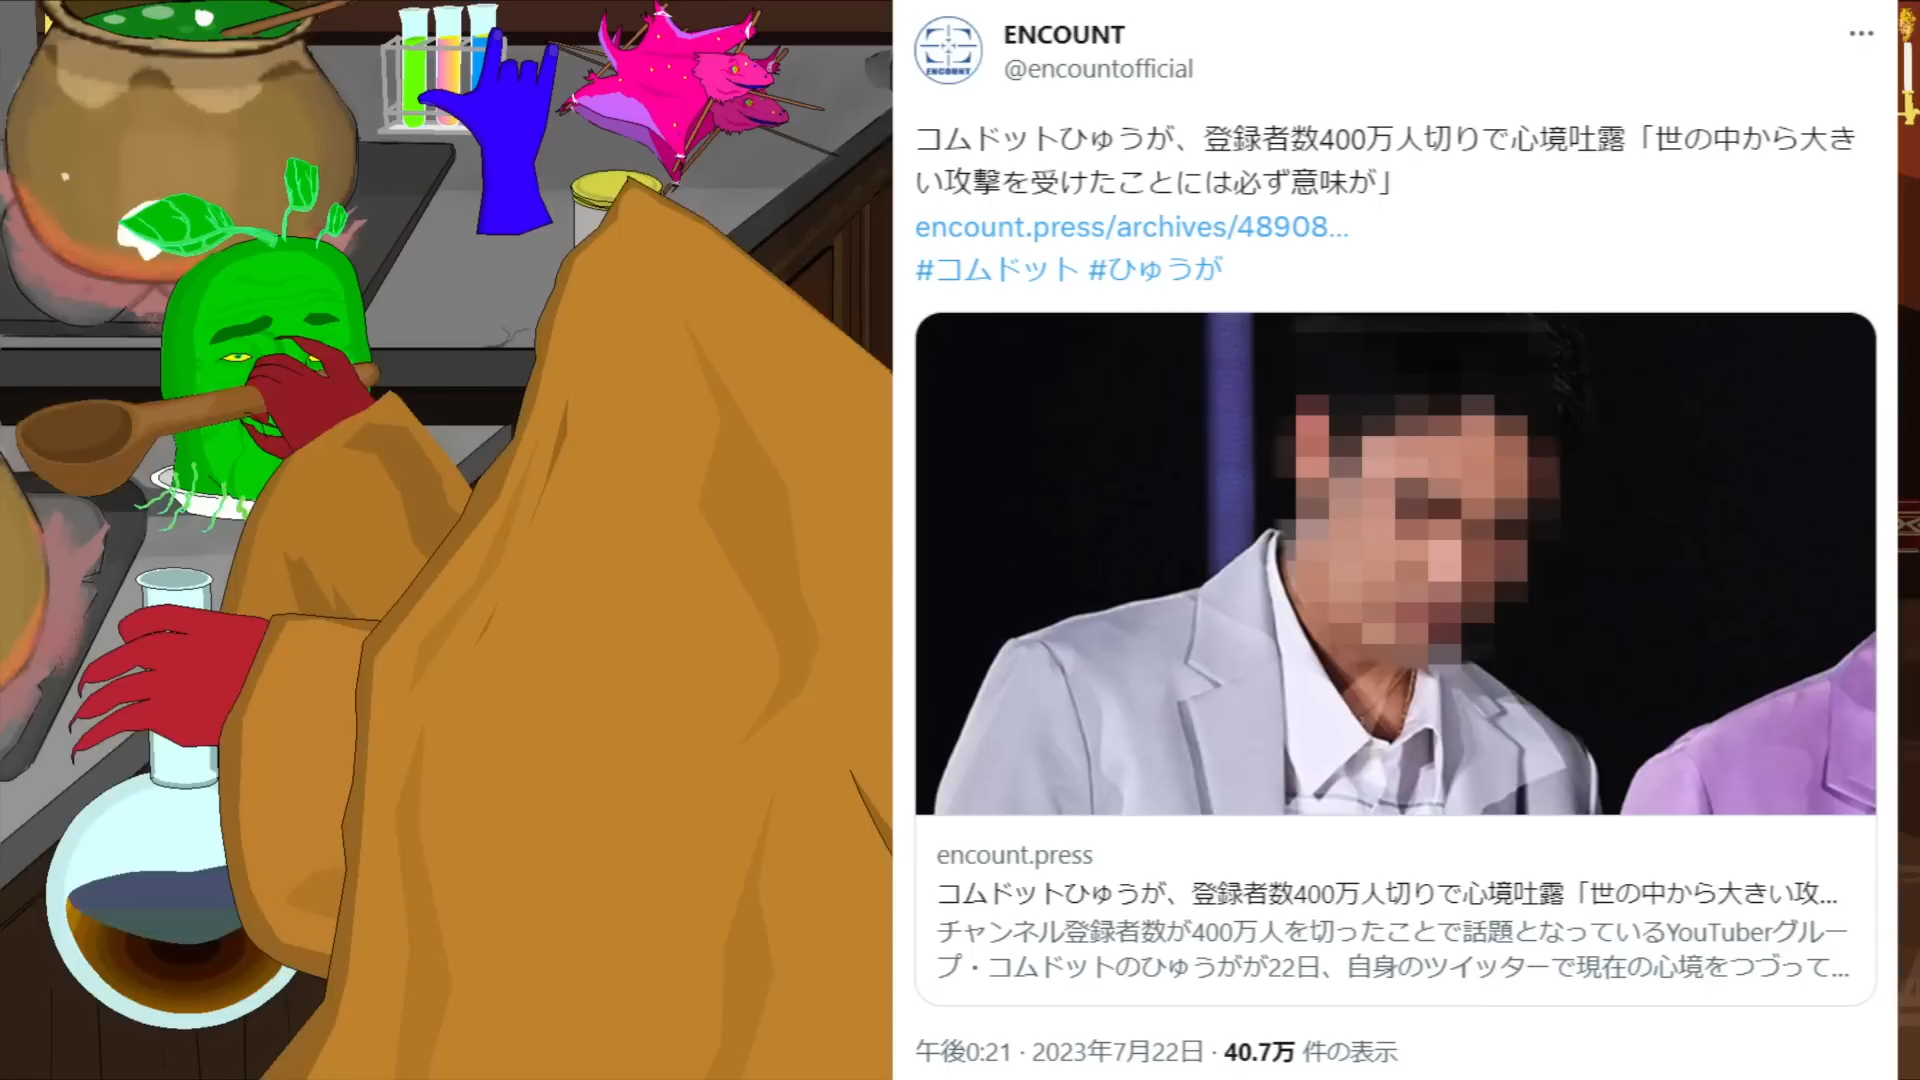 ENCOUNT
@encountofficial
コムドットひゅうが、登録者数400万人切りで心境吐露「世の中から大き
い攻撃を受けたことには必ず意味が」
encount.press/archives/48908...
#コムドット #ひゅうが
encount.press
コムドットひゅうが、登録者数400万人切りで心境吐露「世の中から大きい攻...
チャンネル登録者数が400万人を切ったことで話題となっているYouTuberグルー
プ・コムドットのひゅうがが22日、自身のツイッターで現在の心境をつづって...
午後0:21 · 2023年7月22日 · 40.7万 件の表示